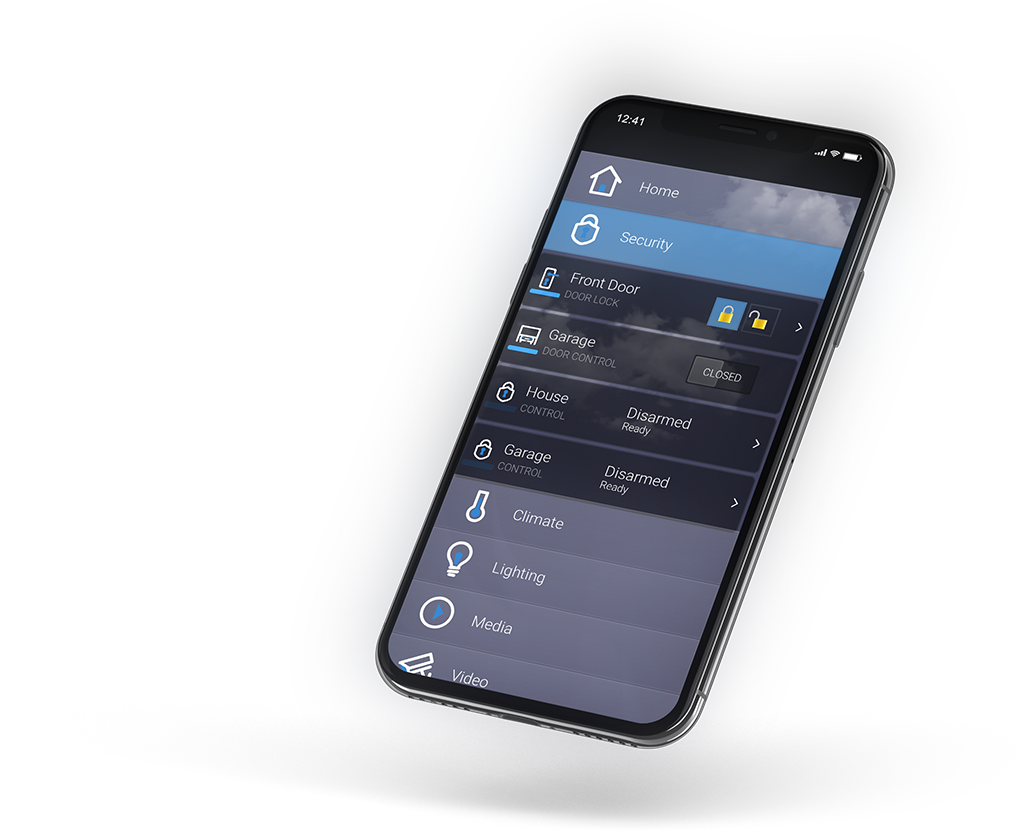 12:41
Home
Security
Front Door
DOOR LOCK
Garage
DOOR CONTROL
CLOSED
House
CONTROL
Disarmed
Ready
Garage
CONTROL
Disarmed
Ready
Climate
Lighting
Media
Video